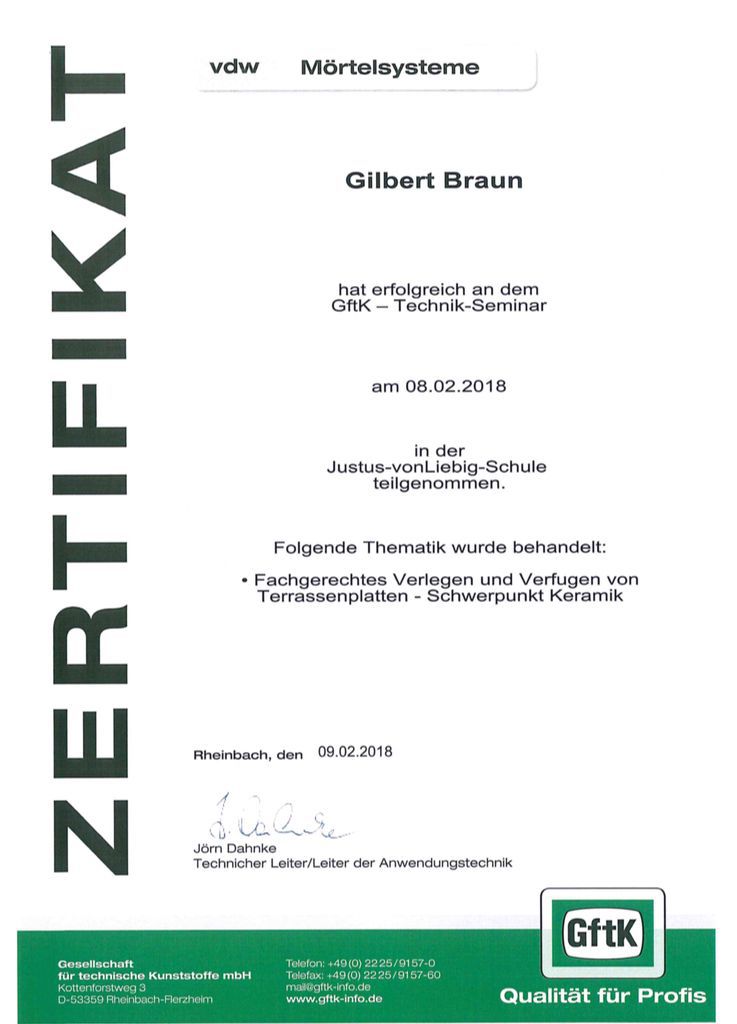 ZERTIFIKAT
vdw Mörtelsysteme
Gilbert Braun
hat erfolgreich an dem
GftK – Technik-Seminar
am 08.02.2018
in der
Justus-vonLiebig-Schule
teilgenommen.
Folgende Thematik wurde behandelt:
• Fachgerechtes Verlegen und Verfugen von
Terrassenplatten - Schwerpunkt Keramik
Rheinbach, den 09.02.2018
J. Dahnke
Jörn Dahnke
Technicher Leiter/Leiter der Anwendungstechnik
GftK
Qualität für Profis
Gesellschaft
für technische Kunststoffe mbH
Kottenforstweg 3
D-53359 Rheinbach-Flerzheim
Telefon: +49 (0) 22 25 / 9157-0
Telefax: +49 (0) 22 25 / 9157-60
mail@gftk-info.de
www.gftk-info.de